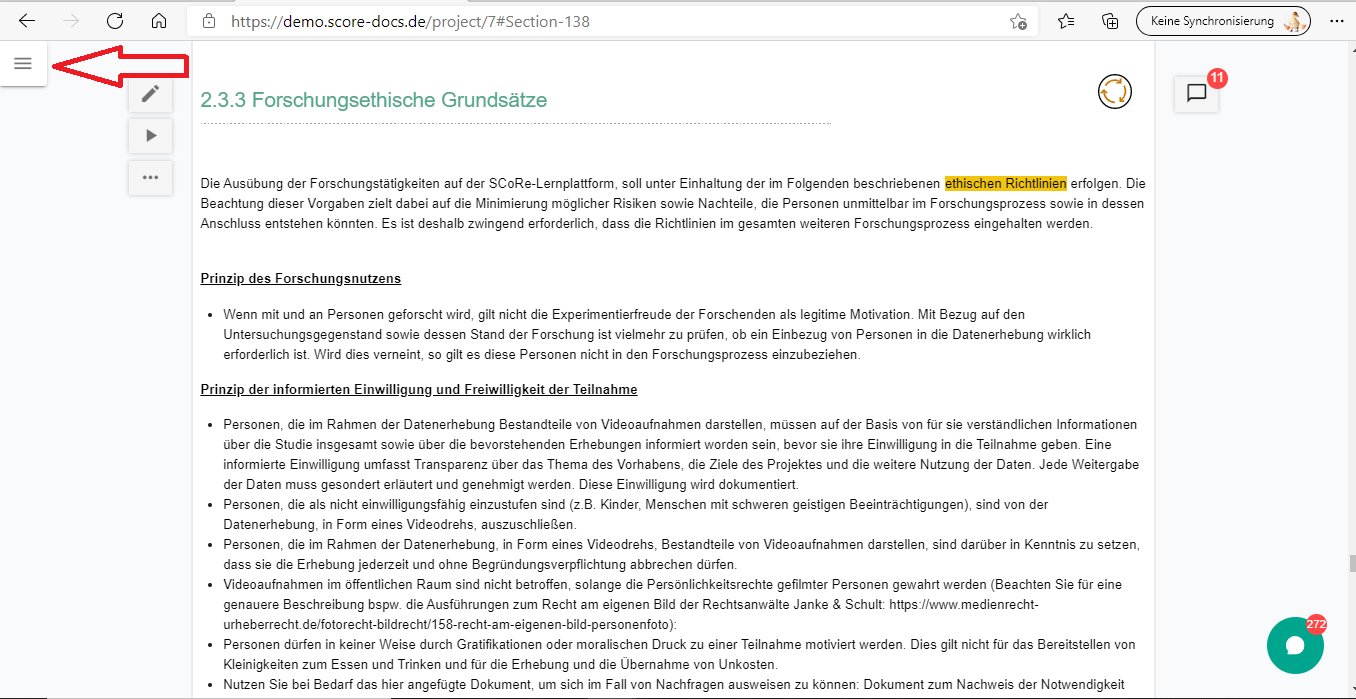 https://demo.score-docs.de/project/7#Section-138
Keine Synchronisierung
11
2.3.3 Forschungsethische Grundsätze
Die Ausübung der Forschungstätigkeiten auf der SCoRe-Lernplattform, soll unter Einhaltung der im Folgenden beschriebenen ethischen Richtlinien erfolgen. Die
Beachtung dieser Vorgaben zielt dabei auf die Minimierung möglicher Risiken sowie Nachteile, die Personen unmittelbar im Forschungsprozess sowie in dessen
Anschluss entstehen könnten. Es ist deshalb zwingend erforderlich, dass die Richtlinien im gesamten weiteren Forschungsprozess eingehalten werden.
Prinzip des Forschungsnutzens
• Wenn mit und an Personen geforscht wird, gilt nicht die Experimentierfreude der Forschenden als legitime Motivation. Mit Bezug auf den
Untersuchungsgegenstand sowie dessen Stand der Forschung ist vielmehr zu prüfen, ob ein Einbezug von Personen in die Datenerhebung wirklich
erforderlich ist. Wird dies verneint, so gilt es diese Personen nicht in den Forschungsprozess einzubeziehen.
Prinzip der informierten Einwilligung und Freiwilligkeit der Teilnahme
• Personen, die im Rahmen der Datenerhebung Bestandteile von Videoaufnahmen darstellen, müssen auf der Basis von für sie verständlichen Informationen
über die Studie insgesamt sowie über die bevorstehenden Erhebungen informiert worden sein, bevor sie ihre Einwilligung in die Teilnahme geben. Eine
informierte Einwilligung umfasst Transparenz über das Thema des Vorhabens, die Ziele des Projektes und die weitere Nutzung der Daten. Jede Weitergabe
der Daten muss gesondert erläutert und genehmigt werden. Diese Einwilligung wird dokumentiert.
• Personen, die als nicht einwilligungsfähig einzustufen sind (z.B. Kinder, Menschen mit schweren geistigen Beeinträchtigungen), sind von der
Datenerhebung, in Form eines Videodrehs, auszuschließen.
• Personen, die im Rahmen der Datenerhebung, in Form eines Videodrehs, Bestandteile von Videoaufnahmen darstellen, sind darüber in Kenntnis zu setzen,
dass sie die Erhebung jederzeit und ohne Begründungsverpflichtung abbrechen dürfen.
• Videoaufnahmen im öffentlichen Raum sind nicht betroffen, solange die Persönlichkeitsrechte gefilmter Personen gewahrt werden (Beachten Sie für eine
genauere Beschreibung bspw. die Ausführungen zum Recht am eigenen Bild der Rechtsanwälte Janke & Schult: https://www.medienrecht-
urheberrecht.de/fotorecht-bildrecht/158-recht-am-eigenen-bild-personenfoto):
• Personen dürfen in keiner Weise durch Gratifikationen oder moralischen Druck zu einer Teilnahme motiviert werden. Dies gilt nicht für das Bereitstellen von
Kleinigkeiten zum Essen und Trinken und für die Erhebung und die Übernahme von Unkosten.
• Nutzen Sie bei Bedarf das hier angefügte Dokument, um sich im Fall von Nachfragen ausweisen zu können: Dokument zum Nachweis der Notwendigkeit
272